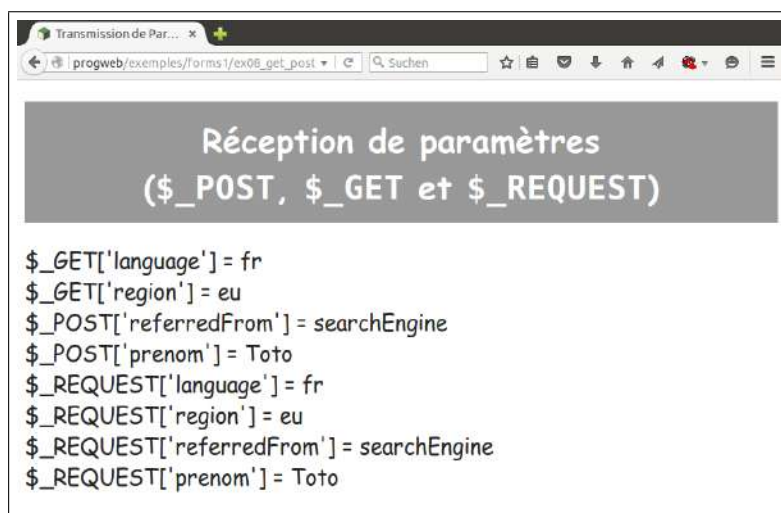 Transmission de Par...
progweb/exemples/forms1/ex08_get_post
Suchen
Réception de paramètres
($_POST, $_GET et $_REQUEST)
$_GET['language'] = fr
$_GET['region'] = eu
$_POST['referredFrom'] = searchEngine
$_POST['prenom'] = Toto
$_REQUEST['language'] = fr
$_REQUEST['region'] = eu
$_REQUEST['referredFrom'] = searchEngine
$_REQUEST['prenom'] = Toto